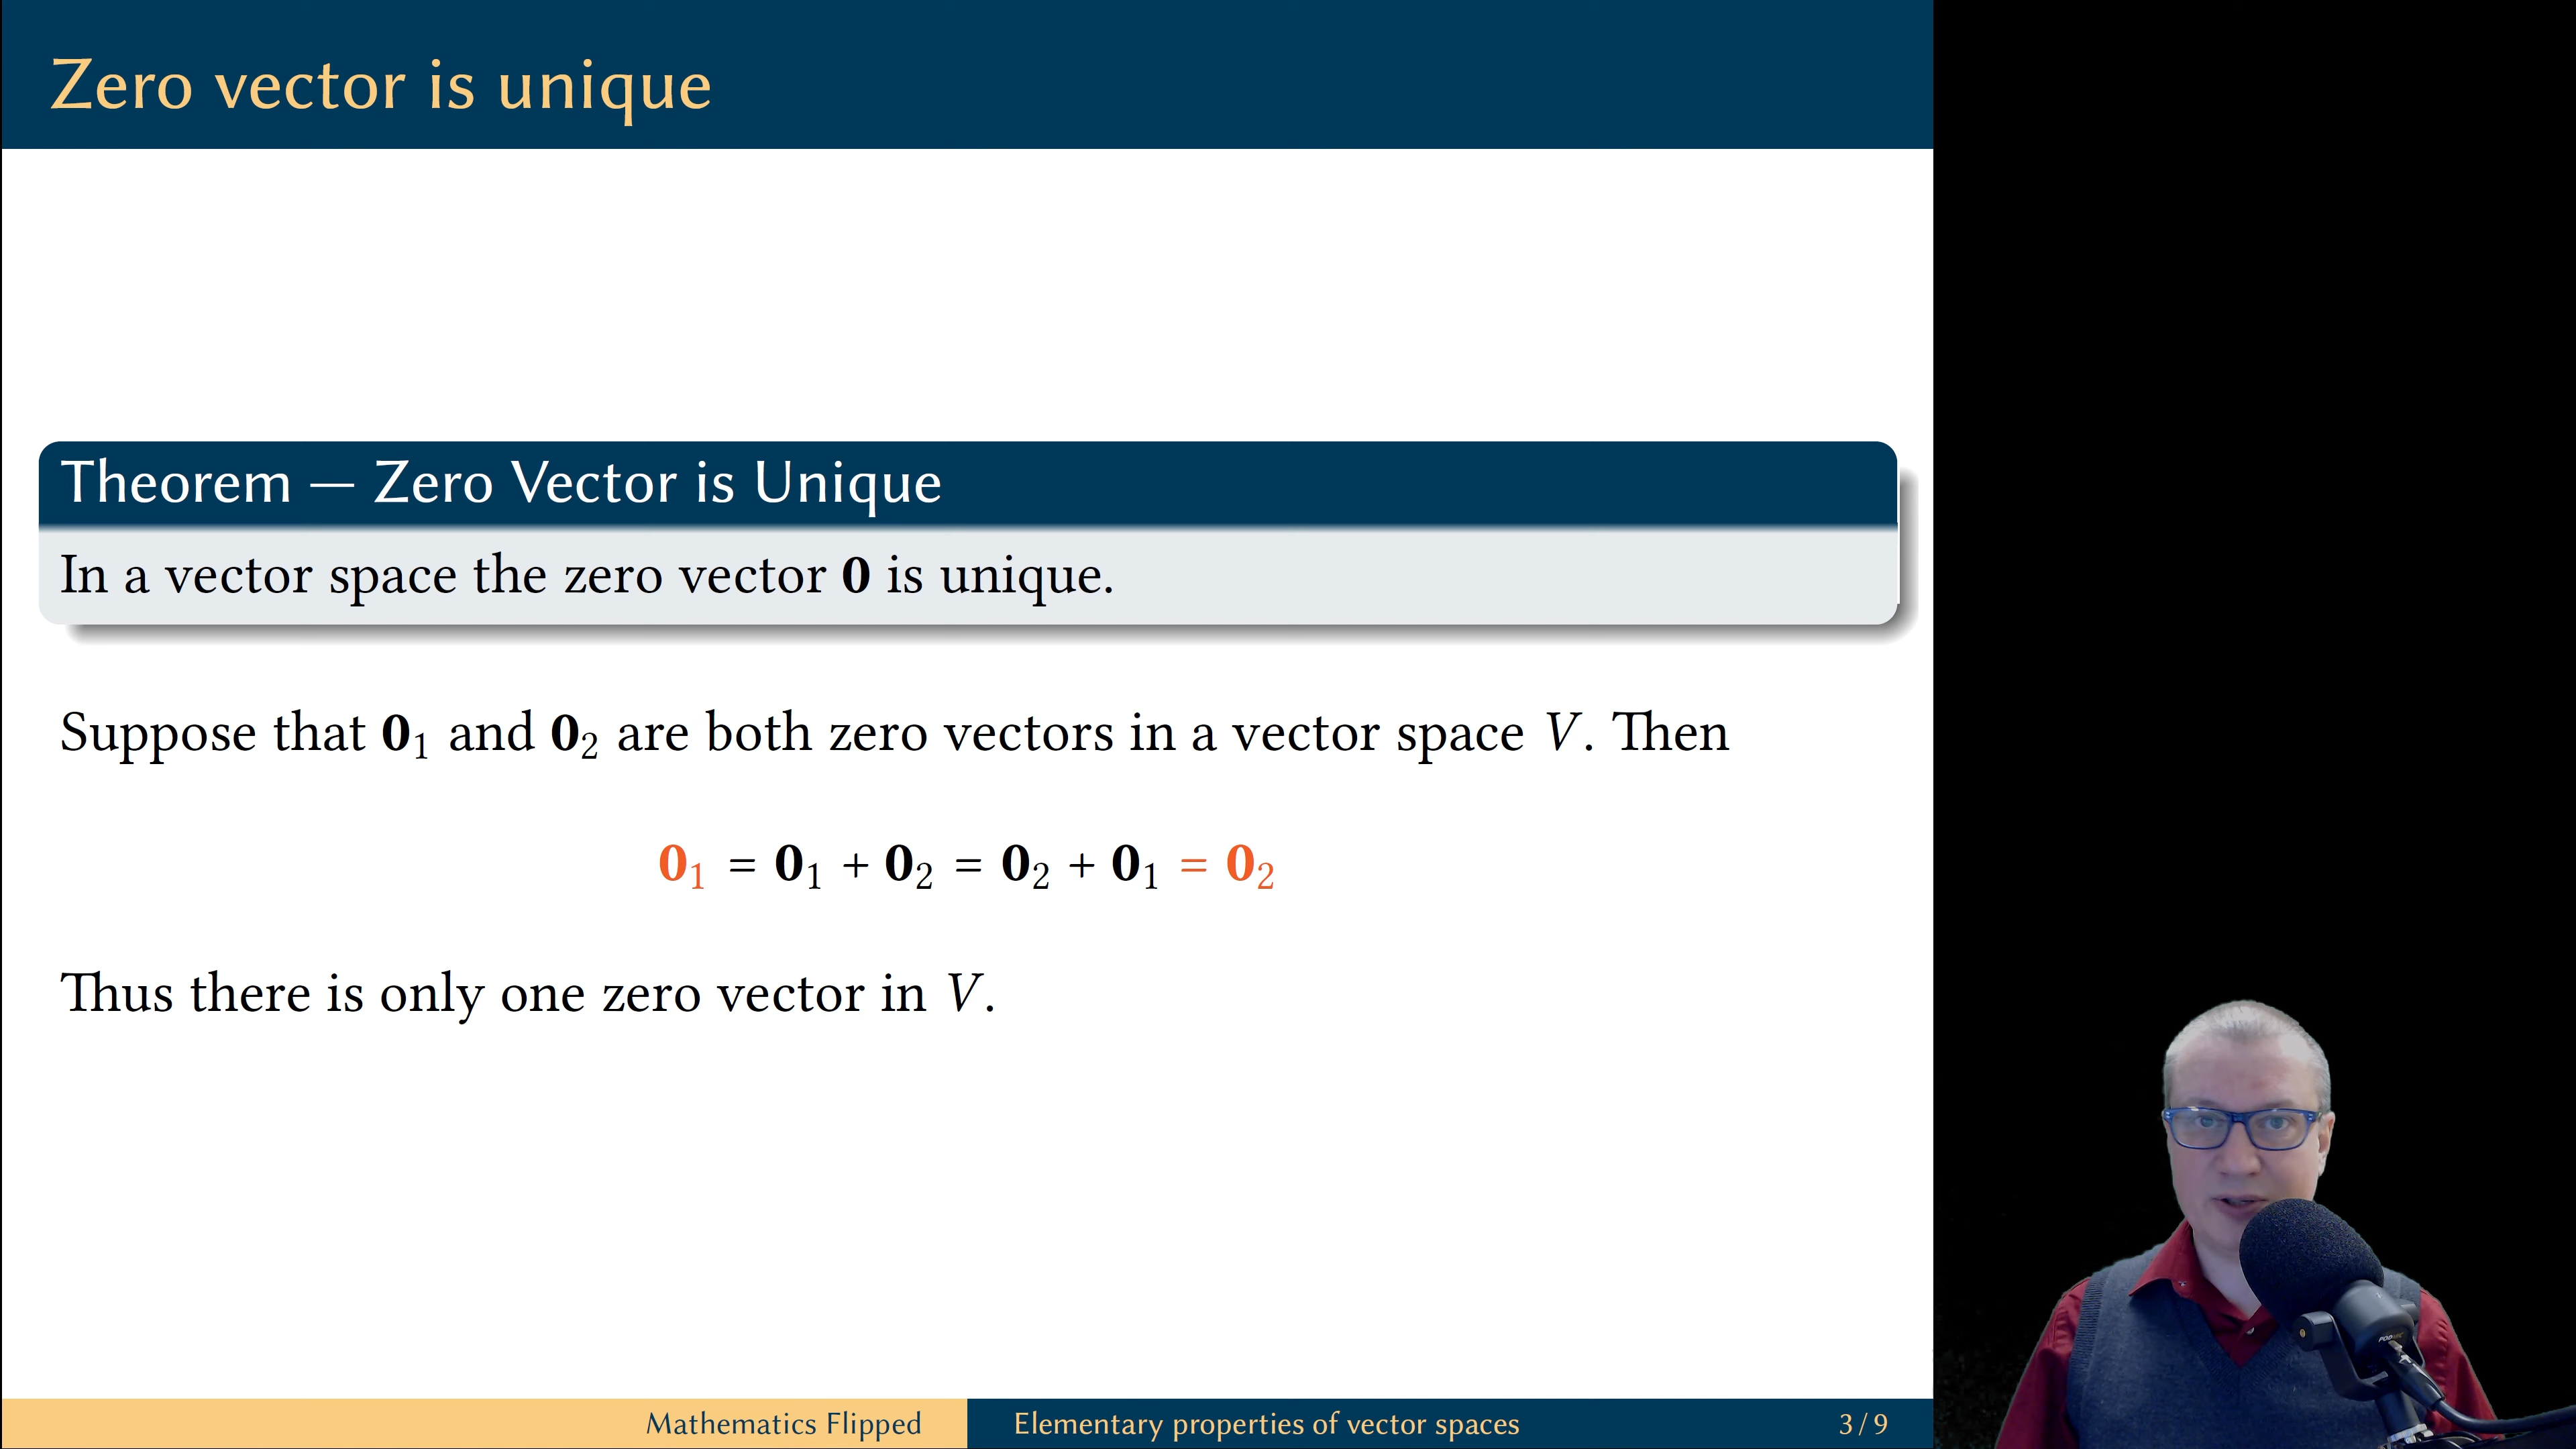 Zero vector is unique
Theorem — Zero Vector is Unique
In a vector space the zero vector 0 is unique.
Suppose that 0₁ and 0₂ are both zero vectors in a vector space V. Then
0₁ = 0₁ + 0₂ = 0₂ + 0₁ = 0₂
Thus there is only one zero vector in V.
Mathematics Flipped
Elementary properties of vector spaces
3 / 9